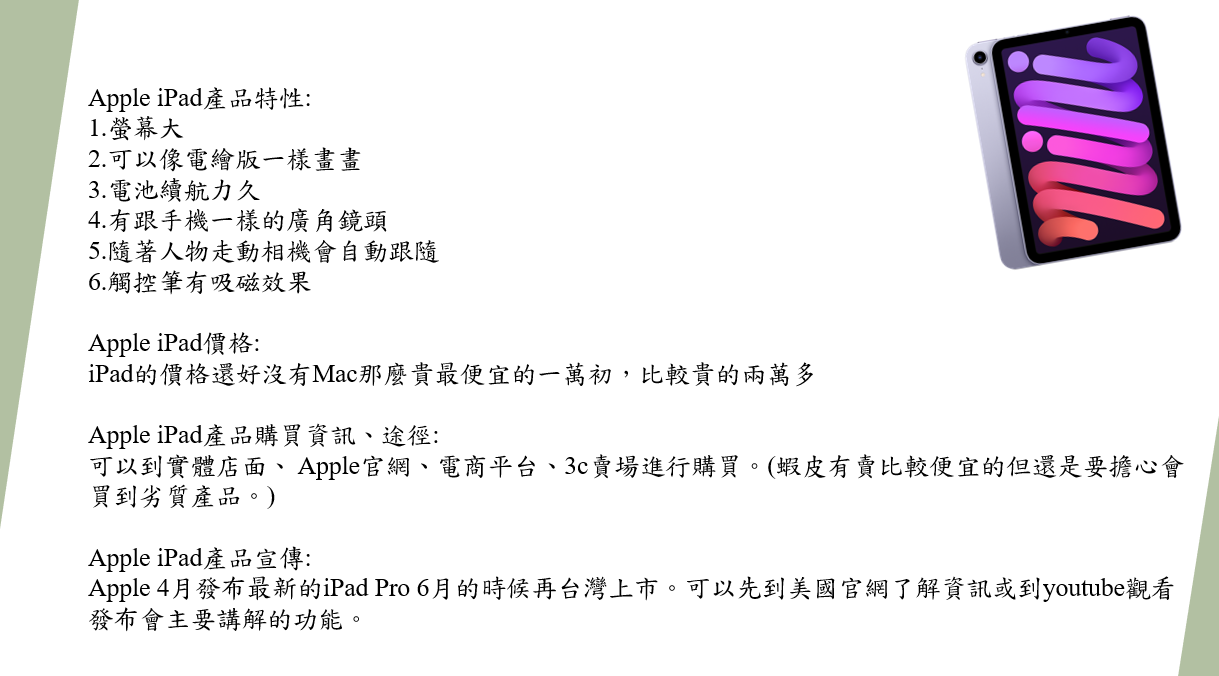 Apple iPad產品特性:
1.螢幕大
2.可以像電繪版一樣畫畫
3.電池續航力久
4.有跟手機一樣的廣角鏡頭
5.隨著人物走動相機會自動跟隨
6.觸控筆有吸磁效果
Apple iPad價格:
iPad的價格還好沒有Mac那麼貴最便宜的一萬初，比較貴的兩萬多
Apple iPad產品購買資訊、途徑:
可以到實體店面、 Apple官網、電商平台、3c賣場進行購買。(蝦皮有賣比較便宜的但還是要擔心會
買到劣質產品。)
Apple iPad產品宣傳:
Apple 4月發布最新的iPad Pro 6月的時候再台灣上市。可以先到美國官網了解資訊或到youtube觀看
發布會主要講解的功能。